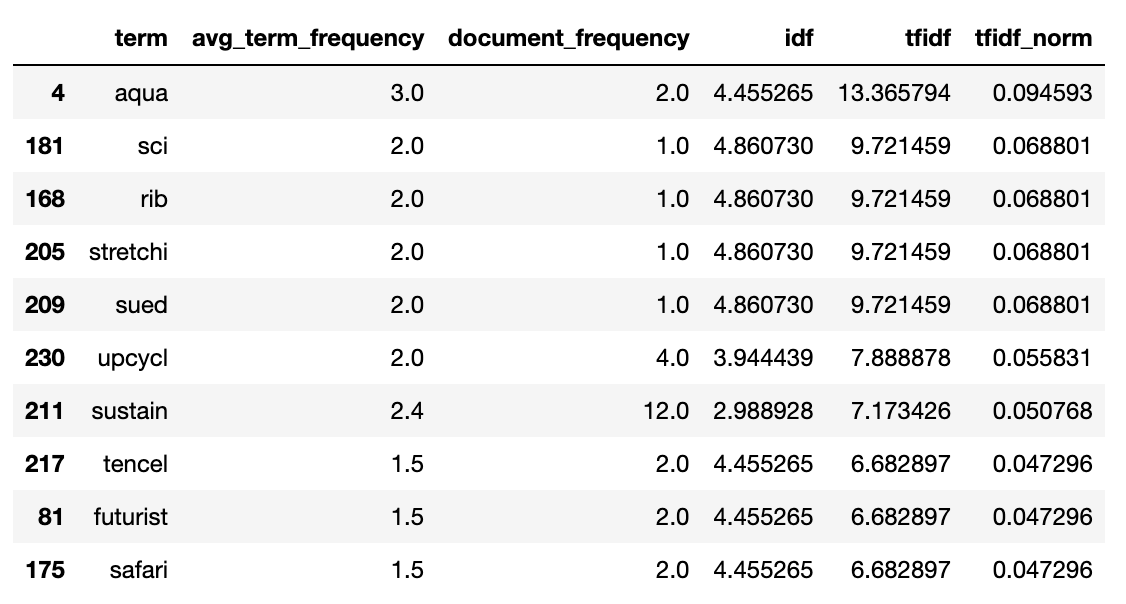 term avg_term_frequency document_frequency idf tfidf tfidf_norm
4 aqua 3.0 2.0 4.455265 13.365794 0.094593
181 sci 2.0 1.0 4.860730 9.721459 0.068801
168 rib 2.0 1.0 4.860730 9.721459 0.068801
205 stretchi 2.0 1.0 4.860730 9.721459 0.068801
209 sued 2.0 1.0 4.860730 9.721459 0.068801
230 upcycl 2.0 4.0 3.944439 7.888878 0.055831
211 sustain 2.4 12.0 2.988928 7.173426 0.050768
217 tencel 1.5 2.0 4.455265 6.682897 0.047296
81 futurist 1.5 2.0 4.455265 6.682897 0.047296
175 safari 1.5 2.0 4.455265 6.682897 0.047296